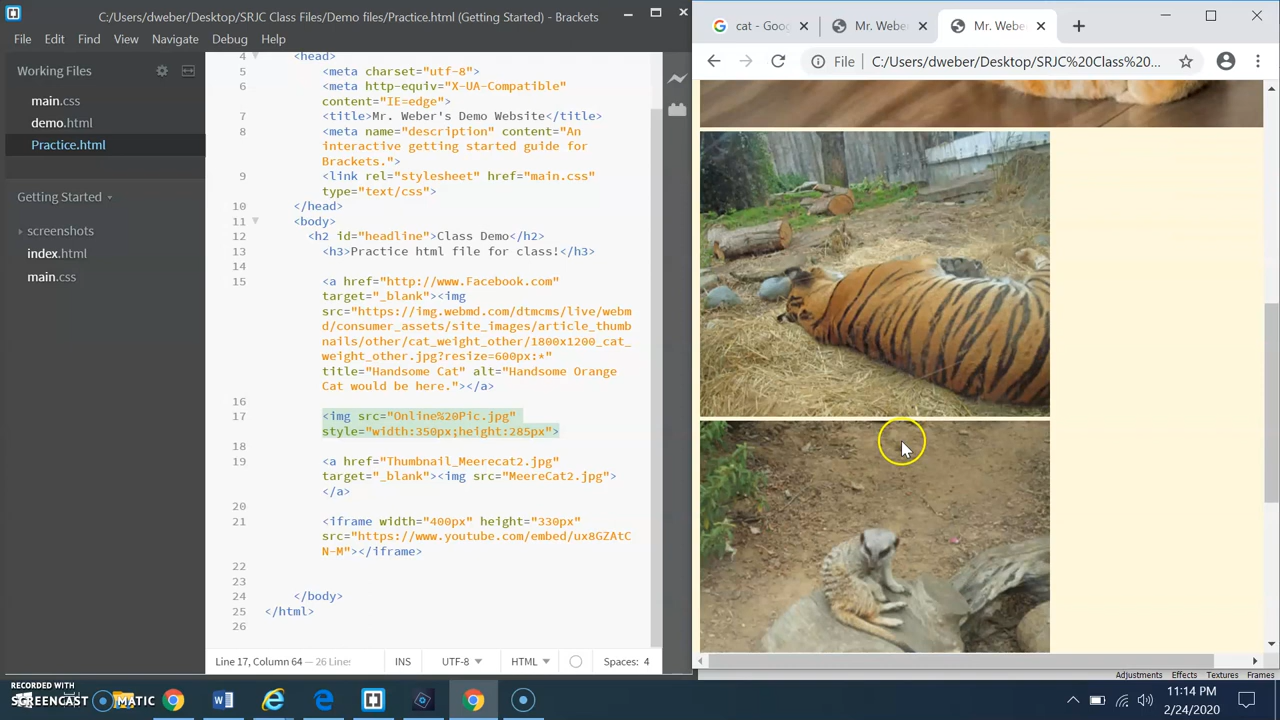 C:/Users/dweber/Desktop/SRJC Class Files/Demo files/Practice.html (Getting Started) - Brackets
File Edit Find View Navigate Debug Help
Working Files
main.css
demo.html
Practice.html
Getting Started
screenshots
index.html
main.css
4 <head>
5 <meta charset="utf-8">
6 <meta http-equiv="X-UA-Compatible"
content="IE=edge">
7 <title>Mr. Weber's Demo Website</title>
8 <meta name="description" content="An
interactive getting started guide for
Brackets.">
9 <link rel="stylesheet" href="main.css"
type="text/css">
10 </head>
11 <body>
12 <h2 id="headline">Class Demo</h2>
13 <h3>Practice html file for class!</h3>
14
15 <a href="http://www.Facebook.com"
target="_blank"><img
src="https://img.webmd.com/dtmcms/live/webm
d/consumer_assets/site_images/article_thumb
nails/other/cat_weight_other/1800x1200_cat_
weight_other.jpg?resize=600px:*"
title="Handsome Cat" alt="Handsome Orange
Cat would be here."></a>
16
17 <img src="Online%20Pic.jpg"
style="width:350px;height:285px">
18
19 <a href="Thumbnail_Meerecat2.jpg"
target="_blank"><img src="MeereCat2.jpg">
</a>
20
21 <iframe width="400px" height="330px"
src="https://www.youtube.com/embed/ux8GZAtC
N-M"></iframe>
22
23
24 </body>
25 </html>
26
Line 17, Column 64 — 26 Lines
INS UTF-8 HTML Spaces: 4
cat - Goog
Mr. Weber
Mr. Weber
File C:/Users/dweber/Desktop/SRJC%20Class%20...
Adjustments Effects Textures Frames
RECORDED WITH
SCREENCAST MATIC
11:14 PM
2/24/2020